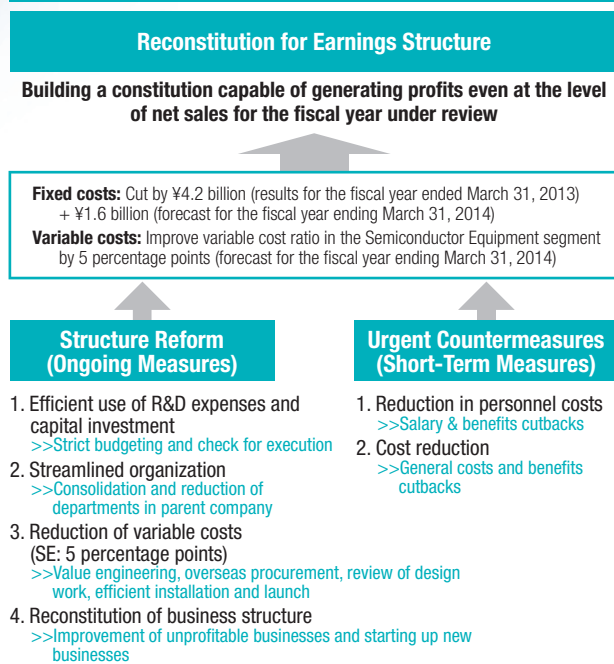 Reconstitution for Earnings Structure
Building a constitution capable of generating profits even at the level
of net sales for the fiscal year under review
Fixed costs: Cut by ¥4.2 billion (results for the fiscal year ended March 31, 2013)
+ ¥1.6 billion (forecast for the fiscal year ending March 31, 2014)
Variable costs: Improve variable cost ratio in the Semiconductor Equipment segment
by 5 percentage points (forecast for the fiscal year ending March 31, 2014)
Structure Reform
(Ongoing Measures)
1. Efficient use of R&D expenses and
capital investment
>>Strict budgeting and check for execution
2. Streamlined organization
>>Consolidation and reduction of
departments in parent company
3. Reduction of variable costs
(SE: 5 percentage points)
>>Value engineering, overseas procurement, review of design
work, efficient installation and launch
4. Reconstitution of business structure
>>Improvement of unprofitable businesses and starting up new
businesses
Urgent Countermeasures
(Short-Term Measures)
1. Reduction in personnel costs
>>Salary & benefits cutbacks
2. Cost reduction
>>General costs and benefits
cutbacks